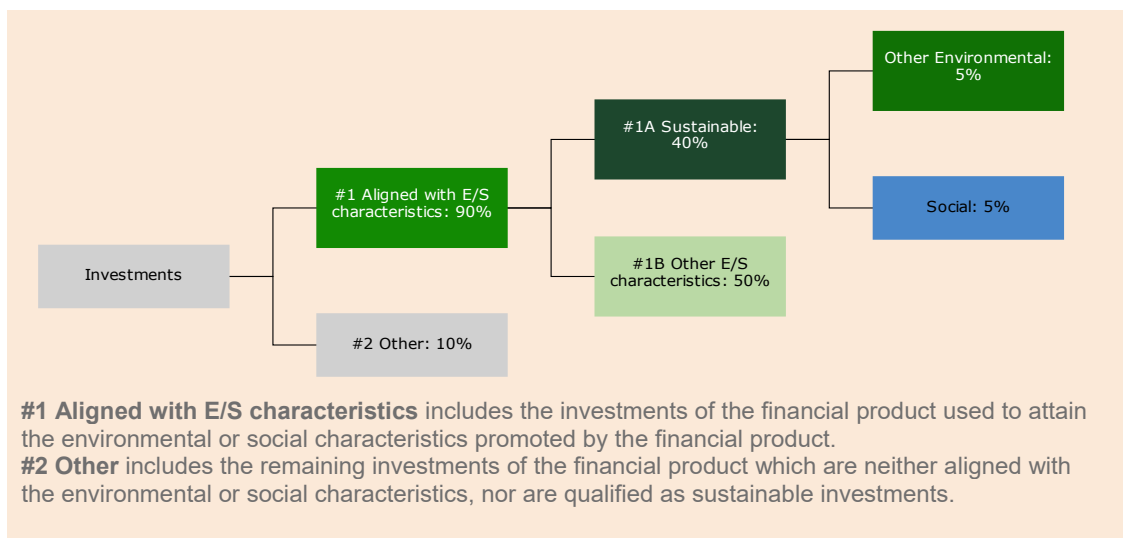 Other Environmental:
5%
#1A Sustainable:
40%
#1 Aligned with E/S
characteristics: 90%
Social: 5%
Investments
#1B Other E/S
characteristics: 50%
#2 Other: 10%
#1 Aligned with E/S characteristics includes the investments of the financial product used to attain
the environmental or social characteristics promoted by the financial product.
#2 Other includes the remaining investments of the financial product which are neither aligned with
the environmental or social characteristics, nor are qualified as sustainable investments.